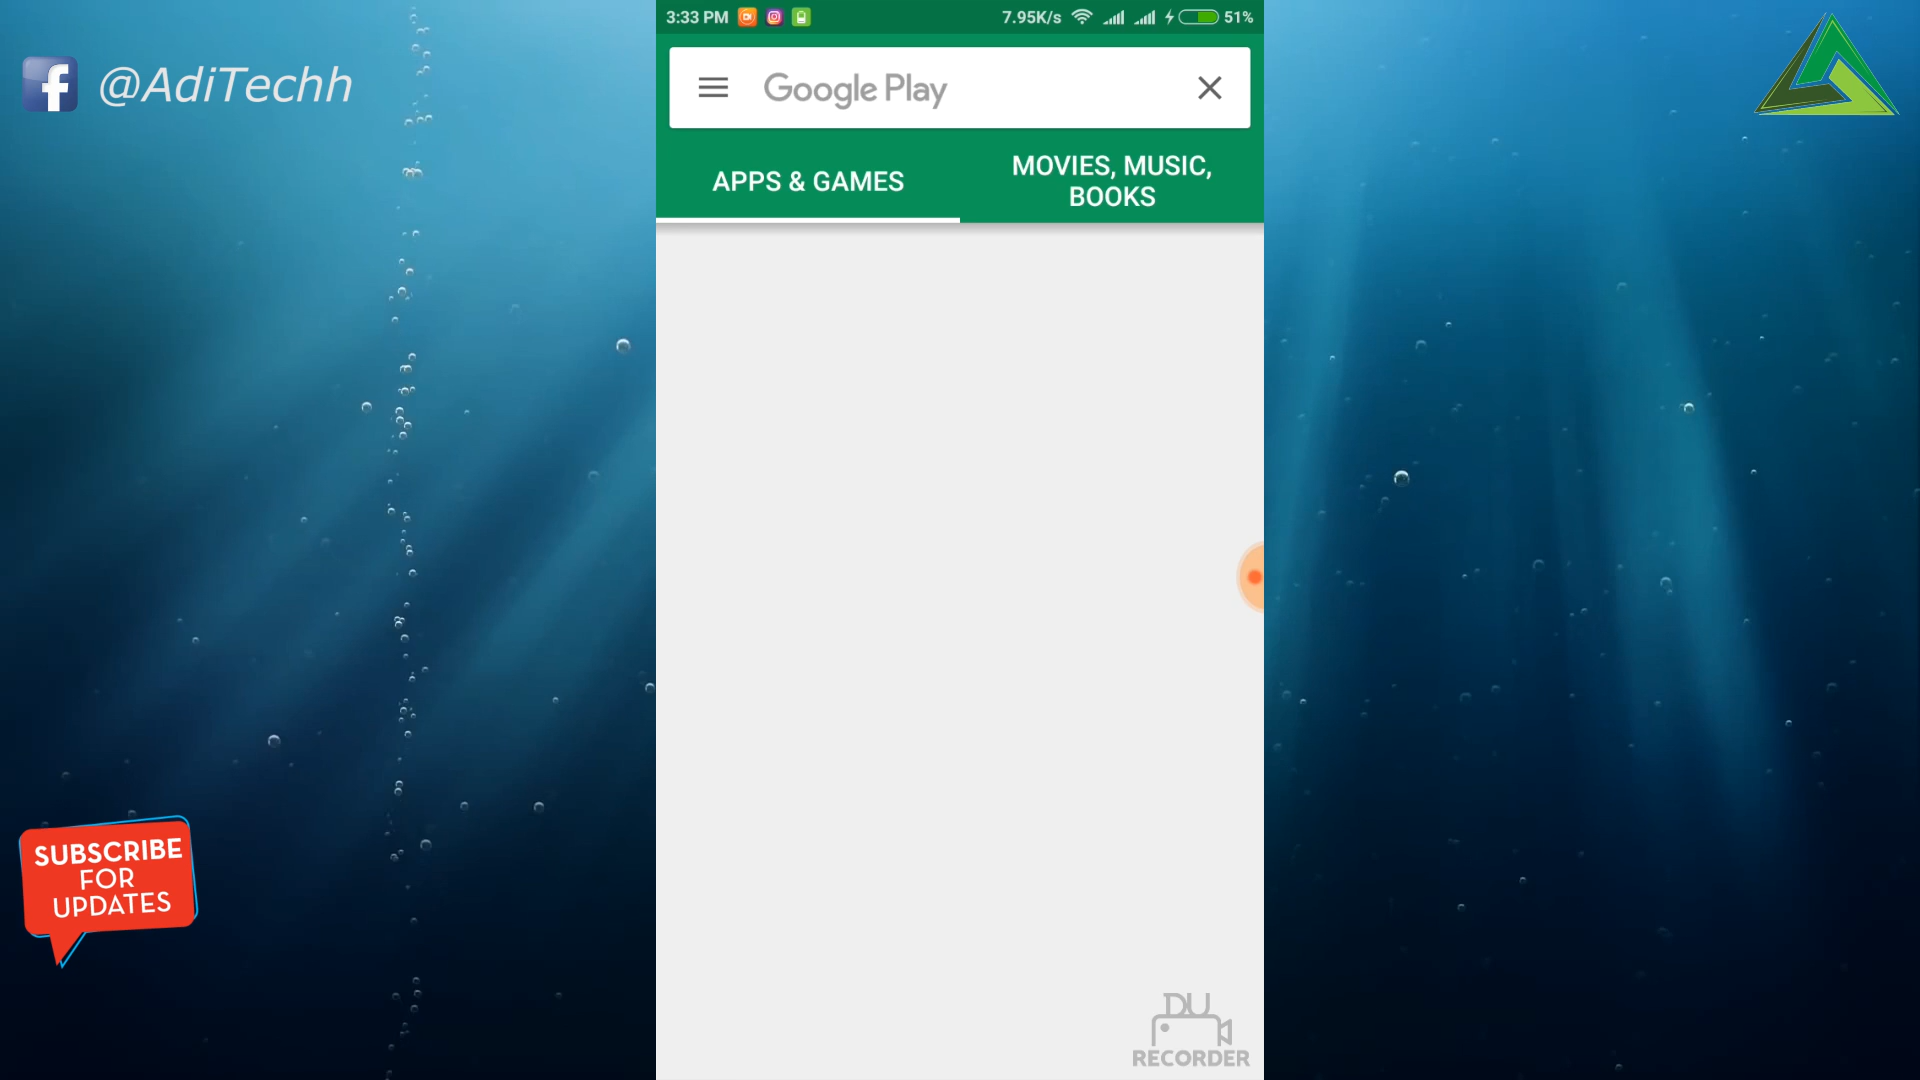 @AdiTechh
3:33 PM
7.95K/s
51%
Google Play
APPS & GAMES
MOVIES, MUSIC,
BOOKS
SUBSCRIBE
FOR
UPDATES
DU
RECORDER